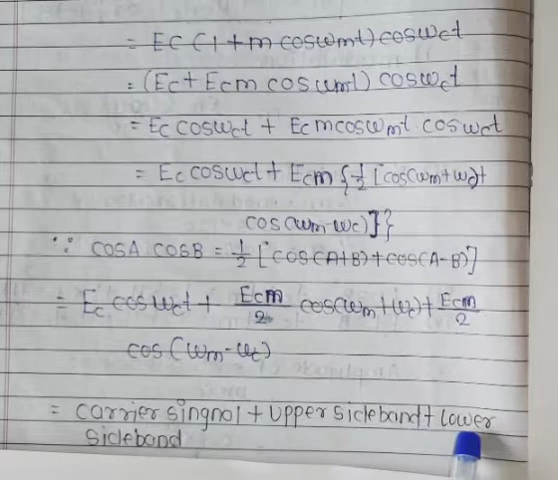 = Ec (1 + m cosωmt) cosωct
= (Ec + Ecm cosωmt) cosωct
= Ec cosωct + Ecm cosωmt cosωct
= Ec cosωct + Ecm {1/2 [cos(ωm+ωc)+
cos(ωm-ωc)]}
∵ cosA cosB = 1/2 [cos(A+B)+cos(A-B)]
= Ec cosωct + Ecm/2 cos(ωm+ωc)+ Ecm/2
cos(ωm-ωc)
= carrier singnal + upper sideband + Lower
sideband